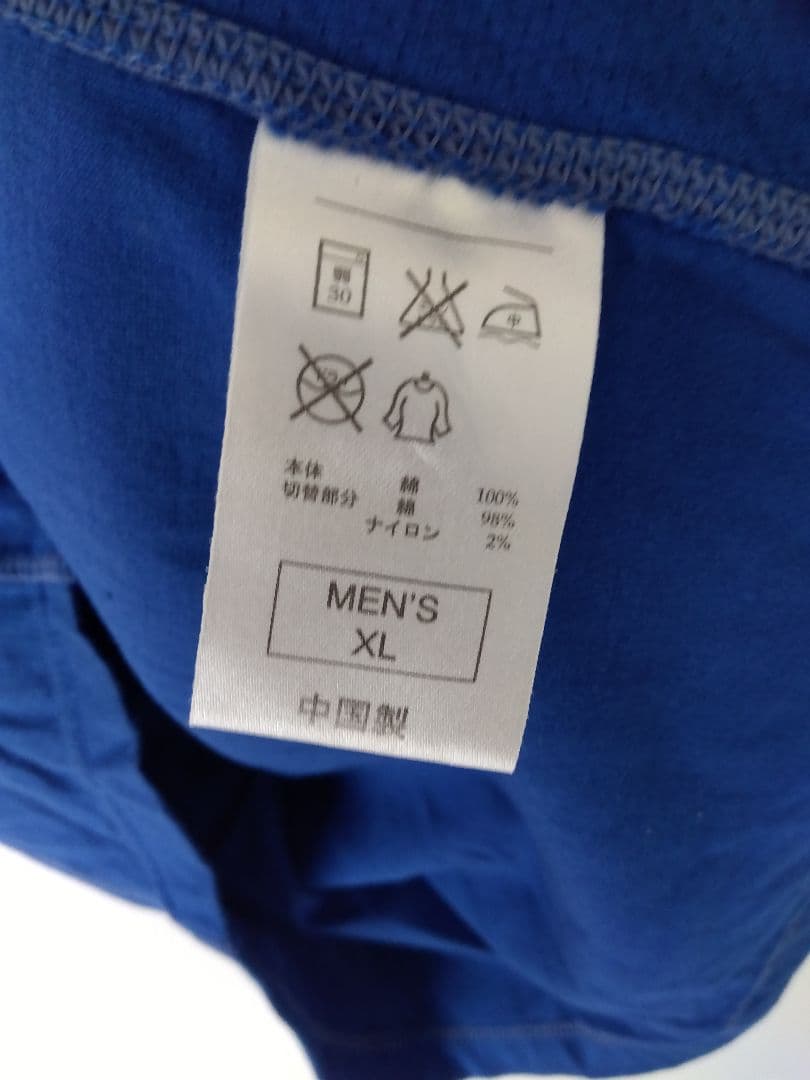 弱
30
中
本体 綿 100%
切替部分 綿 98%
ナイロン 2%
MEN'S
XL
中国製